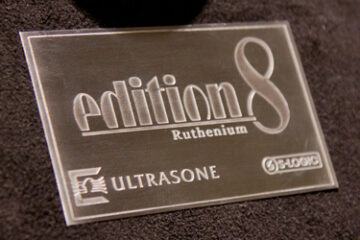 edition 8
Ruthenium
ULTRASONE
S-LOGIC